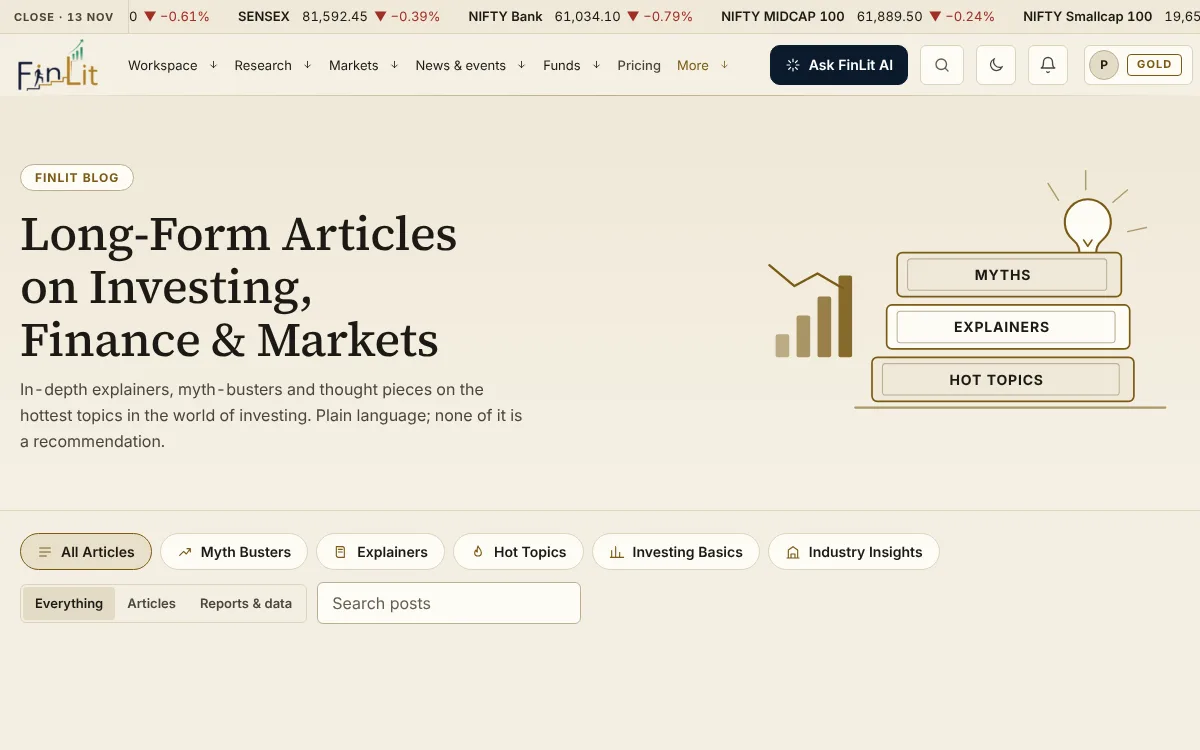 CLOSE · 13 NOV
0 ▼ −0.61% SENSEX 81,592.45 ▼ −0.39% NIFTY Bank 61,034.10 ▼ −0.79% NIFTY MIDCAP 100 61,889.50 ▼ −0.24% NIFTY Smallcap 100 19,65
FinLit
Workspace ↓ Research ↓ Markets ↓ News & events ↓ Funds ↓ Pricing More ↓
Ask FinLit AI
P GOLD
FINLIT BLOG
Long-Form Articles
on Investing,
Finance & Markets
In-depth explainers, myth-busters and thought pieces on the
hottest topics in the world of investing. Plain language; none of it is
a recommendation.
MYTHS
EXPLAINERS
HOT TOPICS
All Articles Myth Busters Explainers Hot Topics Investing Basics Industry Insights
Everything Articles Reports & data Search posts